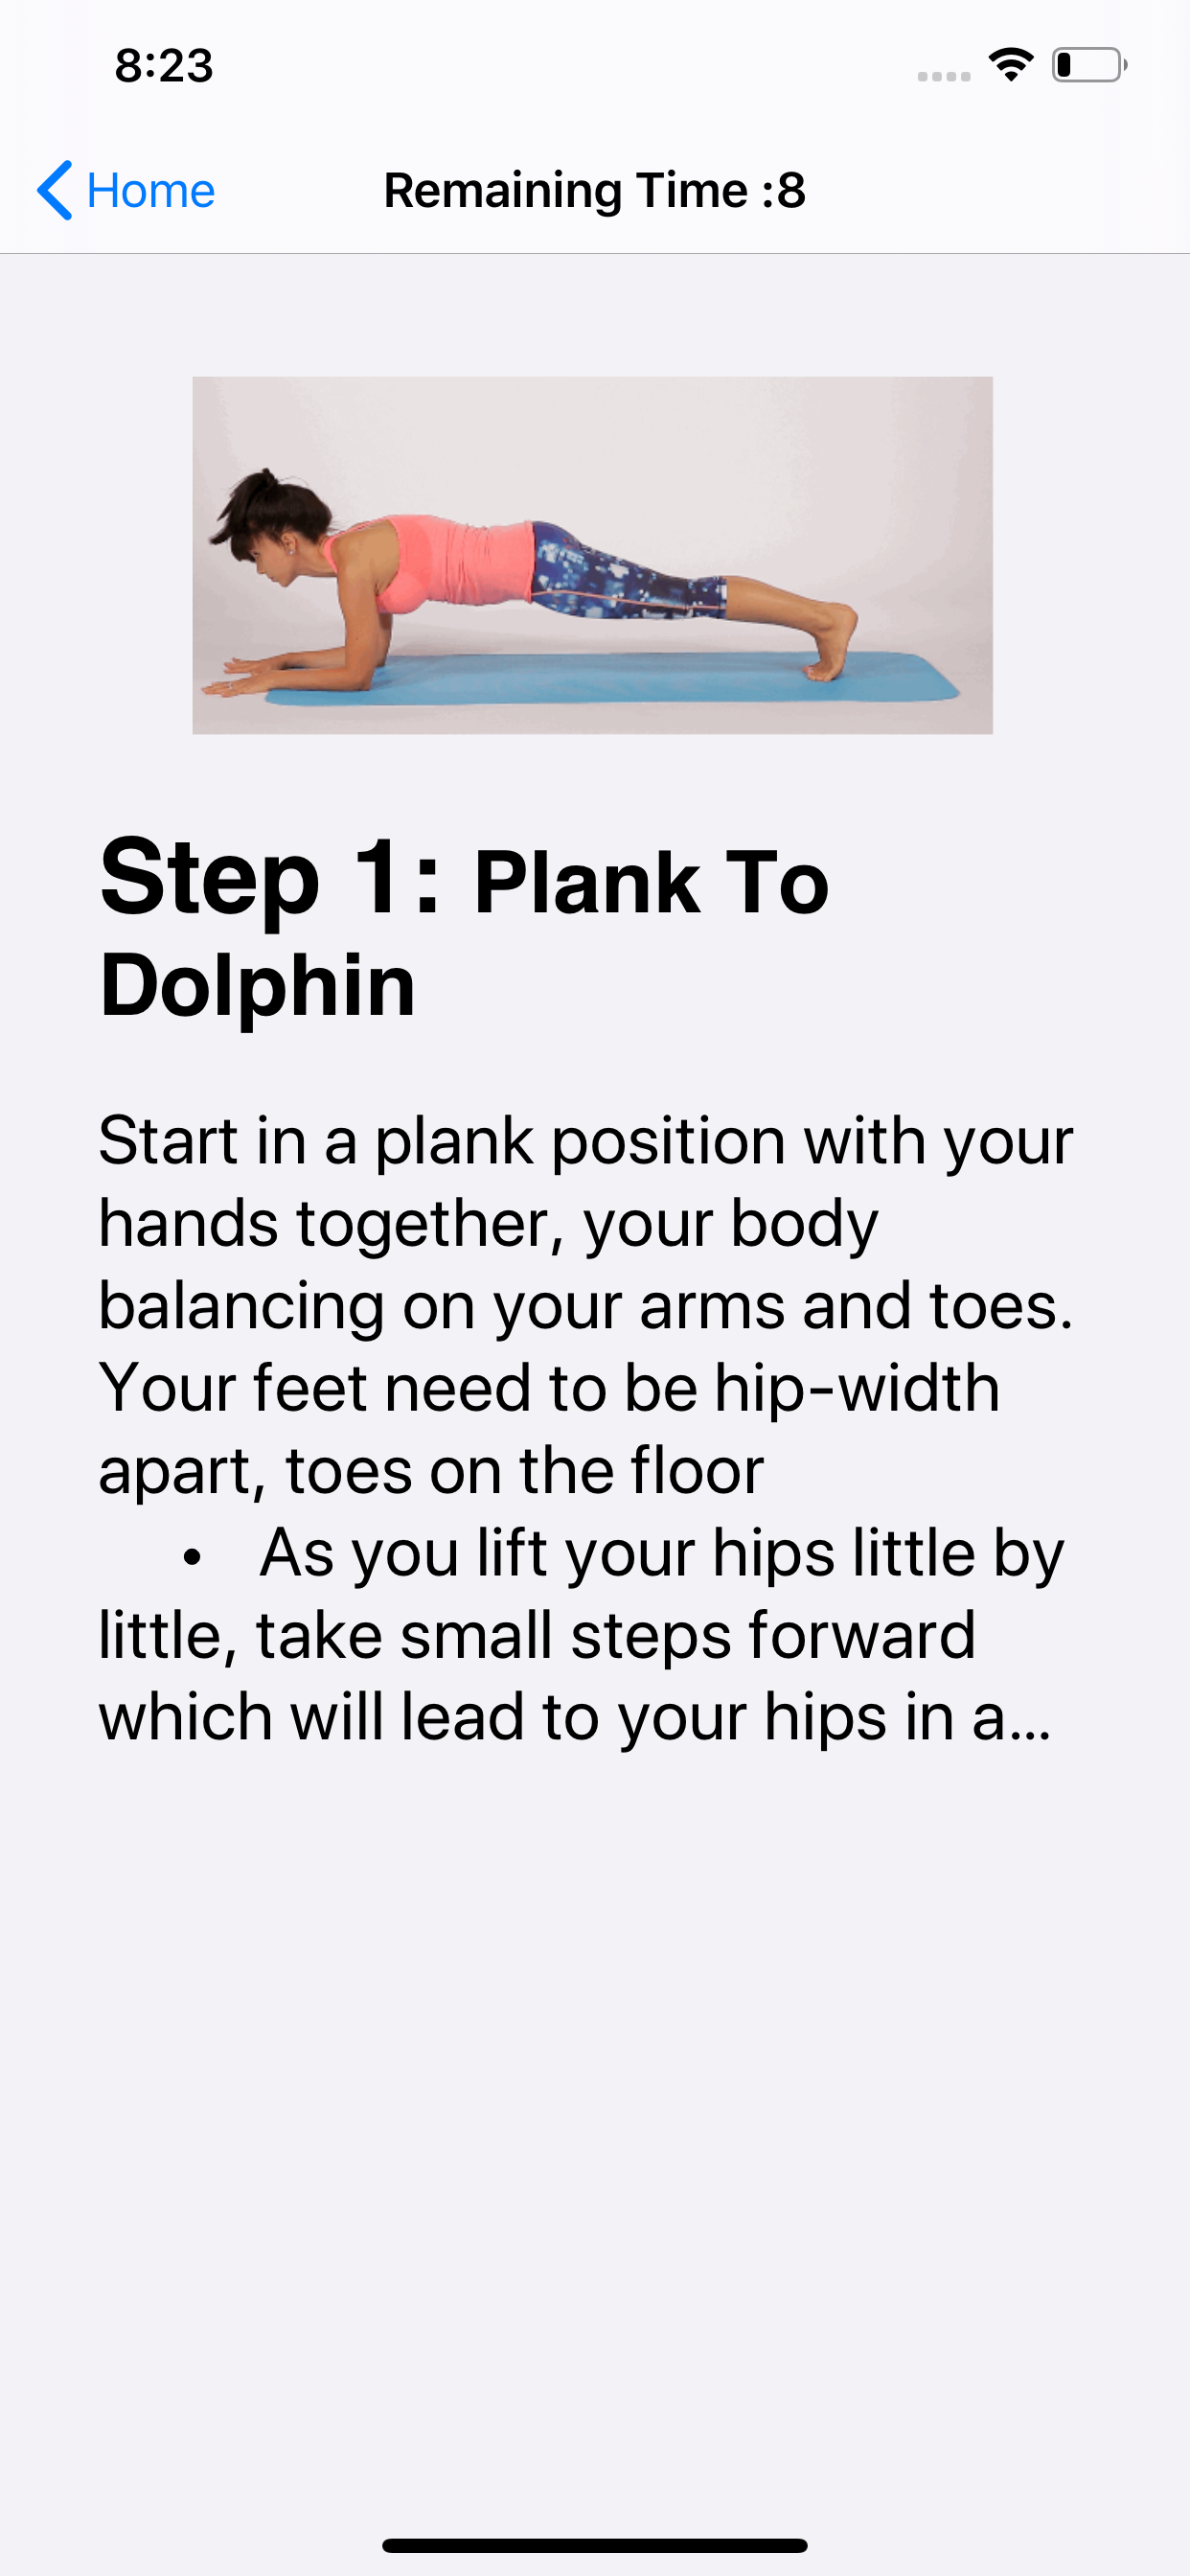 8:23
Home
Remaining Time :8
Step 1: Plank To
Dolphin
Start in a plank position with your
hands together, your body
balancing on your arms and toes.
Your feet need to be hip-width
apart, toes on the floor
• As you lift your hips little by
little, take small steps forward
which will lead to your hips in a...